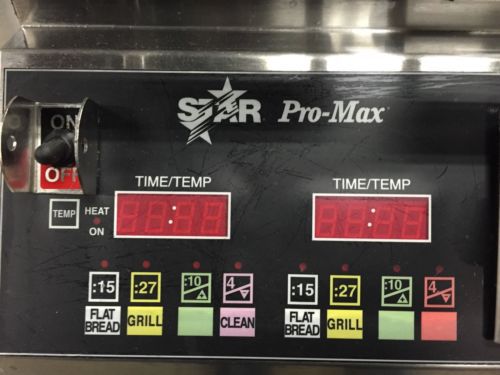 STAR Pro-Max
ON
OFF
TIME/TEMP
TIME/TEMP
TEMP
HEAT
ON
:15 :27 :10 4 :15 :27 :10 4
FLAT BREAD GRILL CLEAN FLAT BREAD GRILL